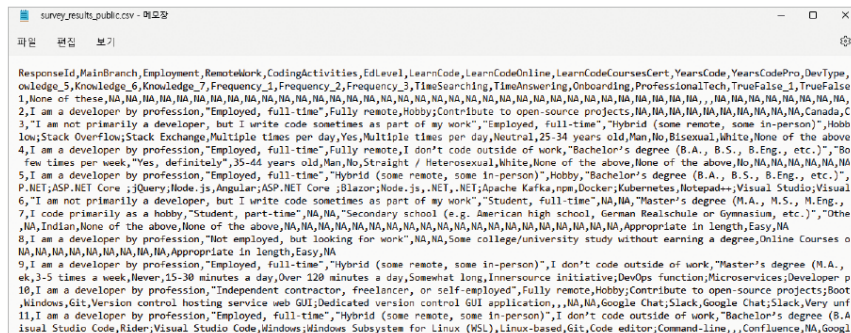 survey_results_public.csv - 메모장
파일 편집 보기
ResponseId,MainBranch,Employment,RemoteWork,CodingActivities,EdLevel,LearnCode,LearnCodeOnline,LearnCodeCoursesCert,YearsCode,YearsCodePro,DevType,
owledge_5,Knowledge_6,Knowledge_7,Frequency_1,Frequency_2,Frequency_3,TimeSearching,TimeAnswering,Onboarding,ProfessionalTech,TrueFalse_1,TrueFalse
1,None of these,NA,NA,NA,NA,NA,NA,NA,NA,NA,NA,NA,NA,NA,NA,NA,NA,NA,NA,NA,NA,NA,NA,NA,NA,NA,NA,NA,,,NA,NA,NA,NA,NA,NA,NA,NA,NA,NA
2,I am a developer by profession,"Employed, full-time",Fully remote,Hobby;Contribute to open-source projects,NA,NA,NA,NA,NA,NA,Canada,C
3,"I am not primarily a developer, but I write code sometimes as part of my work","Employed, full-time","Hybrid (some remote, some in-person)",Hobb
low;Stack Overflow;Stack Exchange,Multiple times per day,Yes,Multiple times per day,Neutral,25-34 years old,Man,No,Bisexual,White,None of the above
4,I am a developer by profession,"Employed, full-time",Fully remote,I don't code outside of work,"Bachelor's degree (B.A., B.S., B.Eng., etc.)","Bo
few times per week,"Yes, definitely",35-44 years old,Man,No,Straight / Heterosexual,White,None of the above,None of the above,No,NA,NA,NA,NA,NA,NA
5,I am a developer by profession,"Employed, full-time","Hybrid (some remote, some in-person)",Hobby,"Bachelor's degree (B.A., B.S., B.Eng., etc.)",
P.NET;ASP.NET Core ;jQuery;Node.js,Angular;ASP.NET Core ;Blazor;Node.js,.NET,.NET;Apache Kafka,npm,Docker;Kubernetes,Notepad++;Visual Studio;Visual
6,"I am not primarily a developer, but I write code sometimes as part of my work","Student, full-time",NA,NA,"Master's degree (M.A., M.S., M.Eng.,
7,I code primarily as a hobby,"Student, part-time",NA,NA,"Secondary school (e.g. American high school, German Realschule or Gymnasium, etc.)","Othe
,NA,Indian,None of the above,None of the above,NA,NA,NA,NA,NA,NA,NA,NA,NA,NA,NA,NA,NA,NA,NA,NA,NA,Appropriate in length,Easy,NA
8,I am a developer by profession,"Not employed, but looking for work",NA,NA,Some college/university study without earning a degree,Online Courses o
NA,NA,NA,NA,NA,NA,NA,Appropriate in length,Easy,NA
9,I am a developer by profession,"Employed, full-time","Hybrid (some remote, some in-person)",I don't code outside of work,"Master's degree (M.A.,
ek,3-5 times a week,Never,15-30 minutes a day,Over 120 minutes a day,Somewhat long,Innersource initiative;DevOps function;Microservices;Developer p
10,I am a developer by profession,"Independent contractor, freelancer, or self-employed",Fully remote,Hobby;Contribute to open-source projects;Boot
,Windows,Git,Version control hosting service web GUI;Dedicated version control GUI application,,,NA,NA,Google Chat;Slack,Google Chat;Slack,Very unf
11,I am a developer by profession,"Employed, full-time","Hybrid (some remote, some in-person)",I don't code outside of work,"Bachelor's degree (B.A
isual Studio Code,Rider;Visual Studio Code,Windows;Windows Subsystem for Linux (WSL),Linux-based,Git,Code editor;Command-line,,,Confluence,NA,Goog